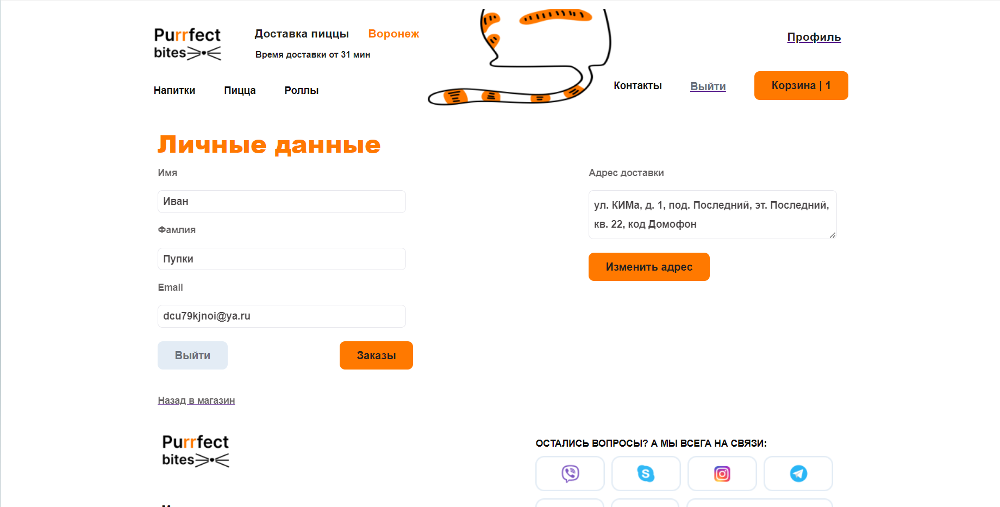 Purrfect
bites
Доставка пиццы Воронеж
Время доставки от 31 мин
Профиль
Напитки Пицца Роллы
Контакты Выйти Корзина | 1
Личные данные
Имя
Иван
Фамлия
Пупки
Email
dcu79kjnoi@ya.ru
Выйти Заказы
Адрес доставки
ул. КИМа, д. 1, под. Последний, эт. Последний,
кв. 22, код Домофон
Изменить адрес
Назад в магазин
Purrfect
bites
ОСТАЛИСЬ ВОПРОСЫ? А МЫ ВСЕГА НА СВЯЗИ: